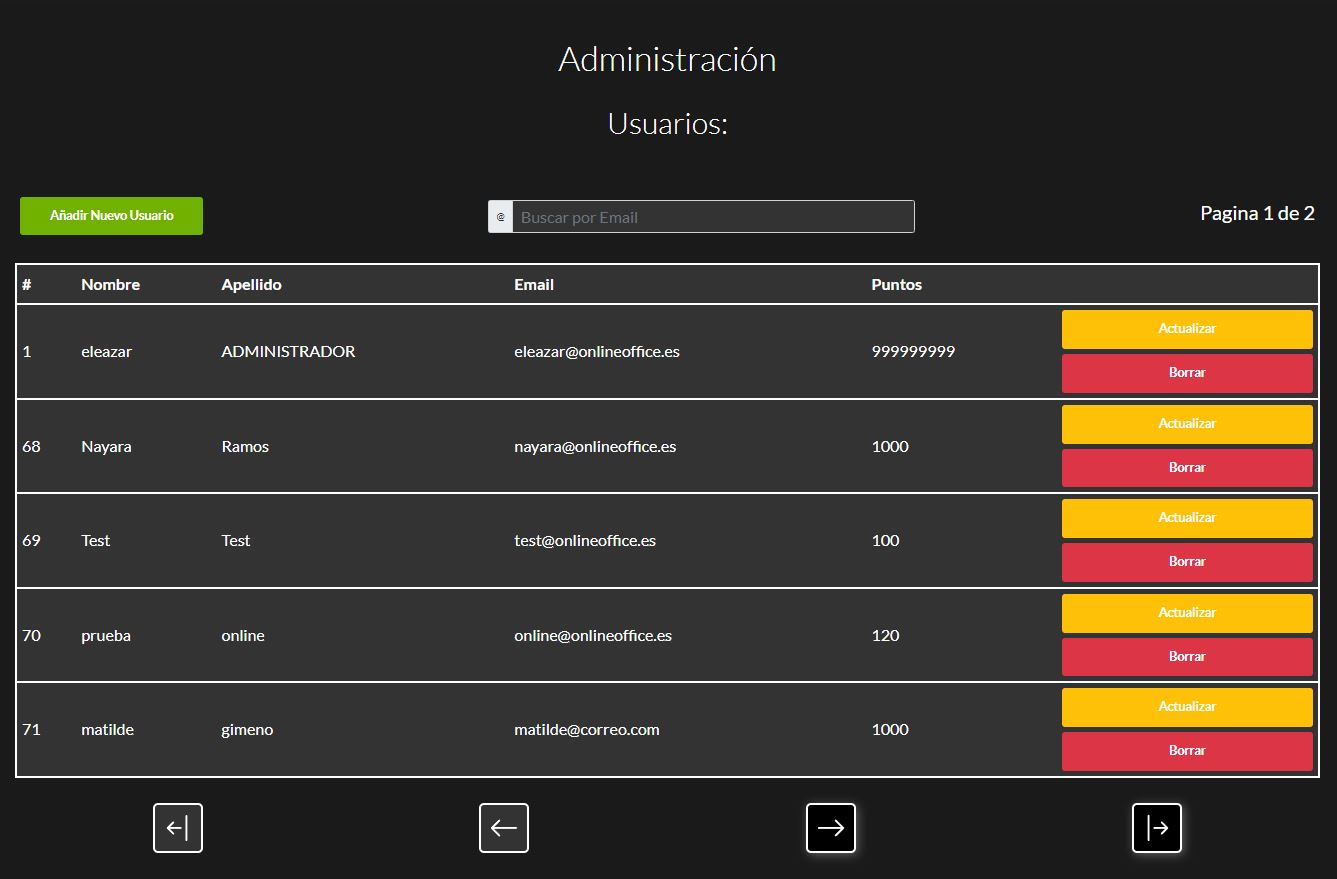 Administración
Usuarios:
Añadir Nuevo Usuario
@ Buscar por Email
Pagina 1 de 2
# Nombre Apellido Email Puntos
1 eleazar ADMINISTRADOR eleazar@onlineoffice.es 999999999
Actualizar
Borrar
68 Nayara Ramos nayara@onlineoffice.es 1000
Actualizar
Borrar
69 Test Test test@onlineoffice.es 100
Actualizar
Borrar
70 prueba online online@onlineoffice.es 120
Actualizar
Borrar
71 matilde gimeno matilde@correo.com 1000
Actualizar
Borrar